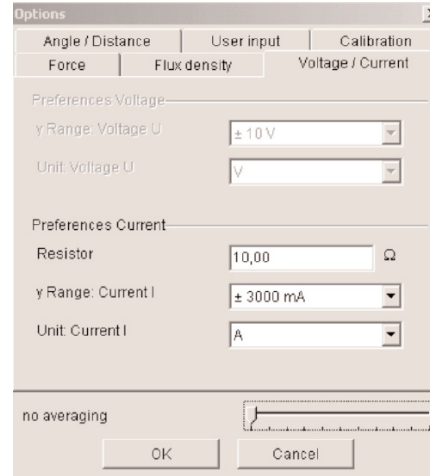 Options
Angle / Distance User input Calibration
Force Flux density Voltage / Current
Preferences Voltage
y Range: Voltage U ± 10 V
Unit: Voltage U V
Preferences Current
Resistor 10,00 Ω
y Range: Current I ± 3000 mA
Unit: Current I A
no averaging
OK Cancel